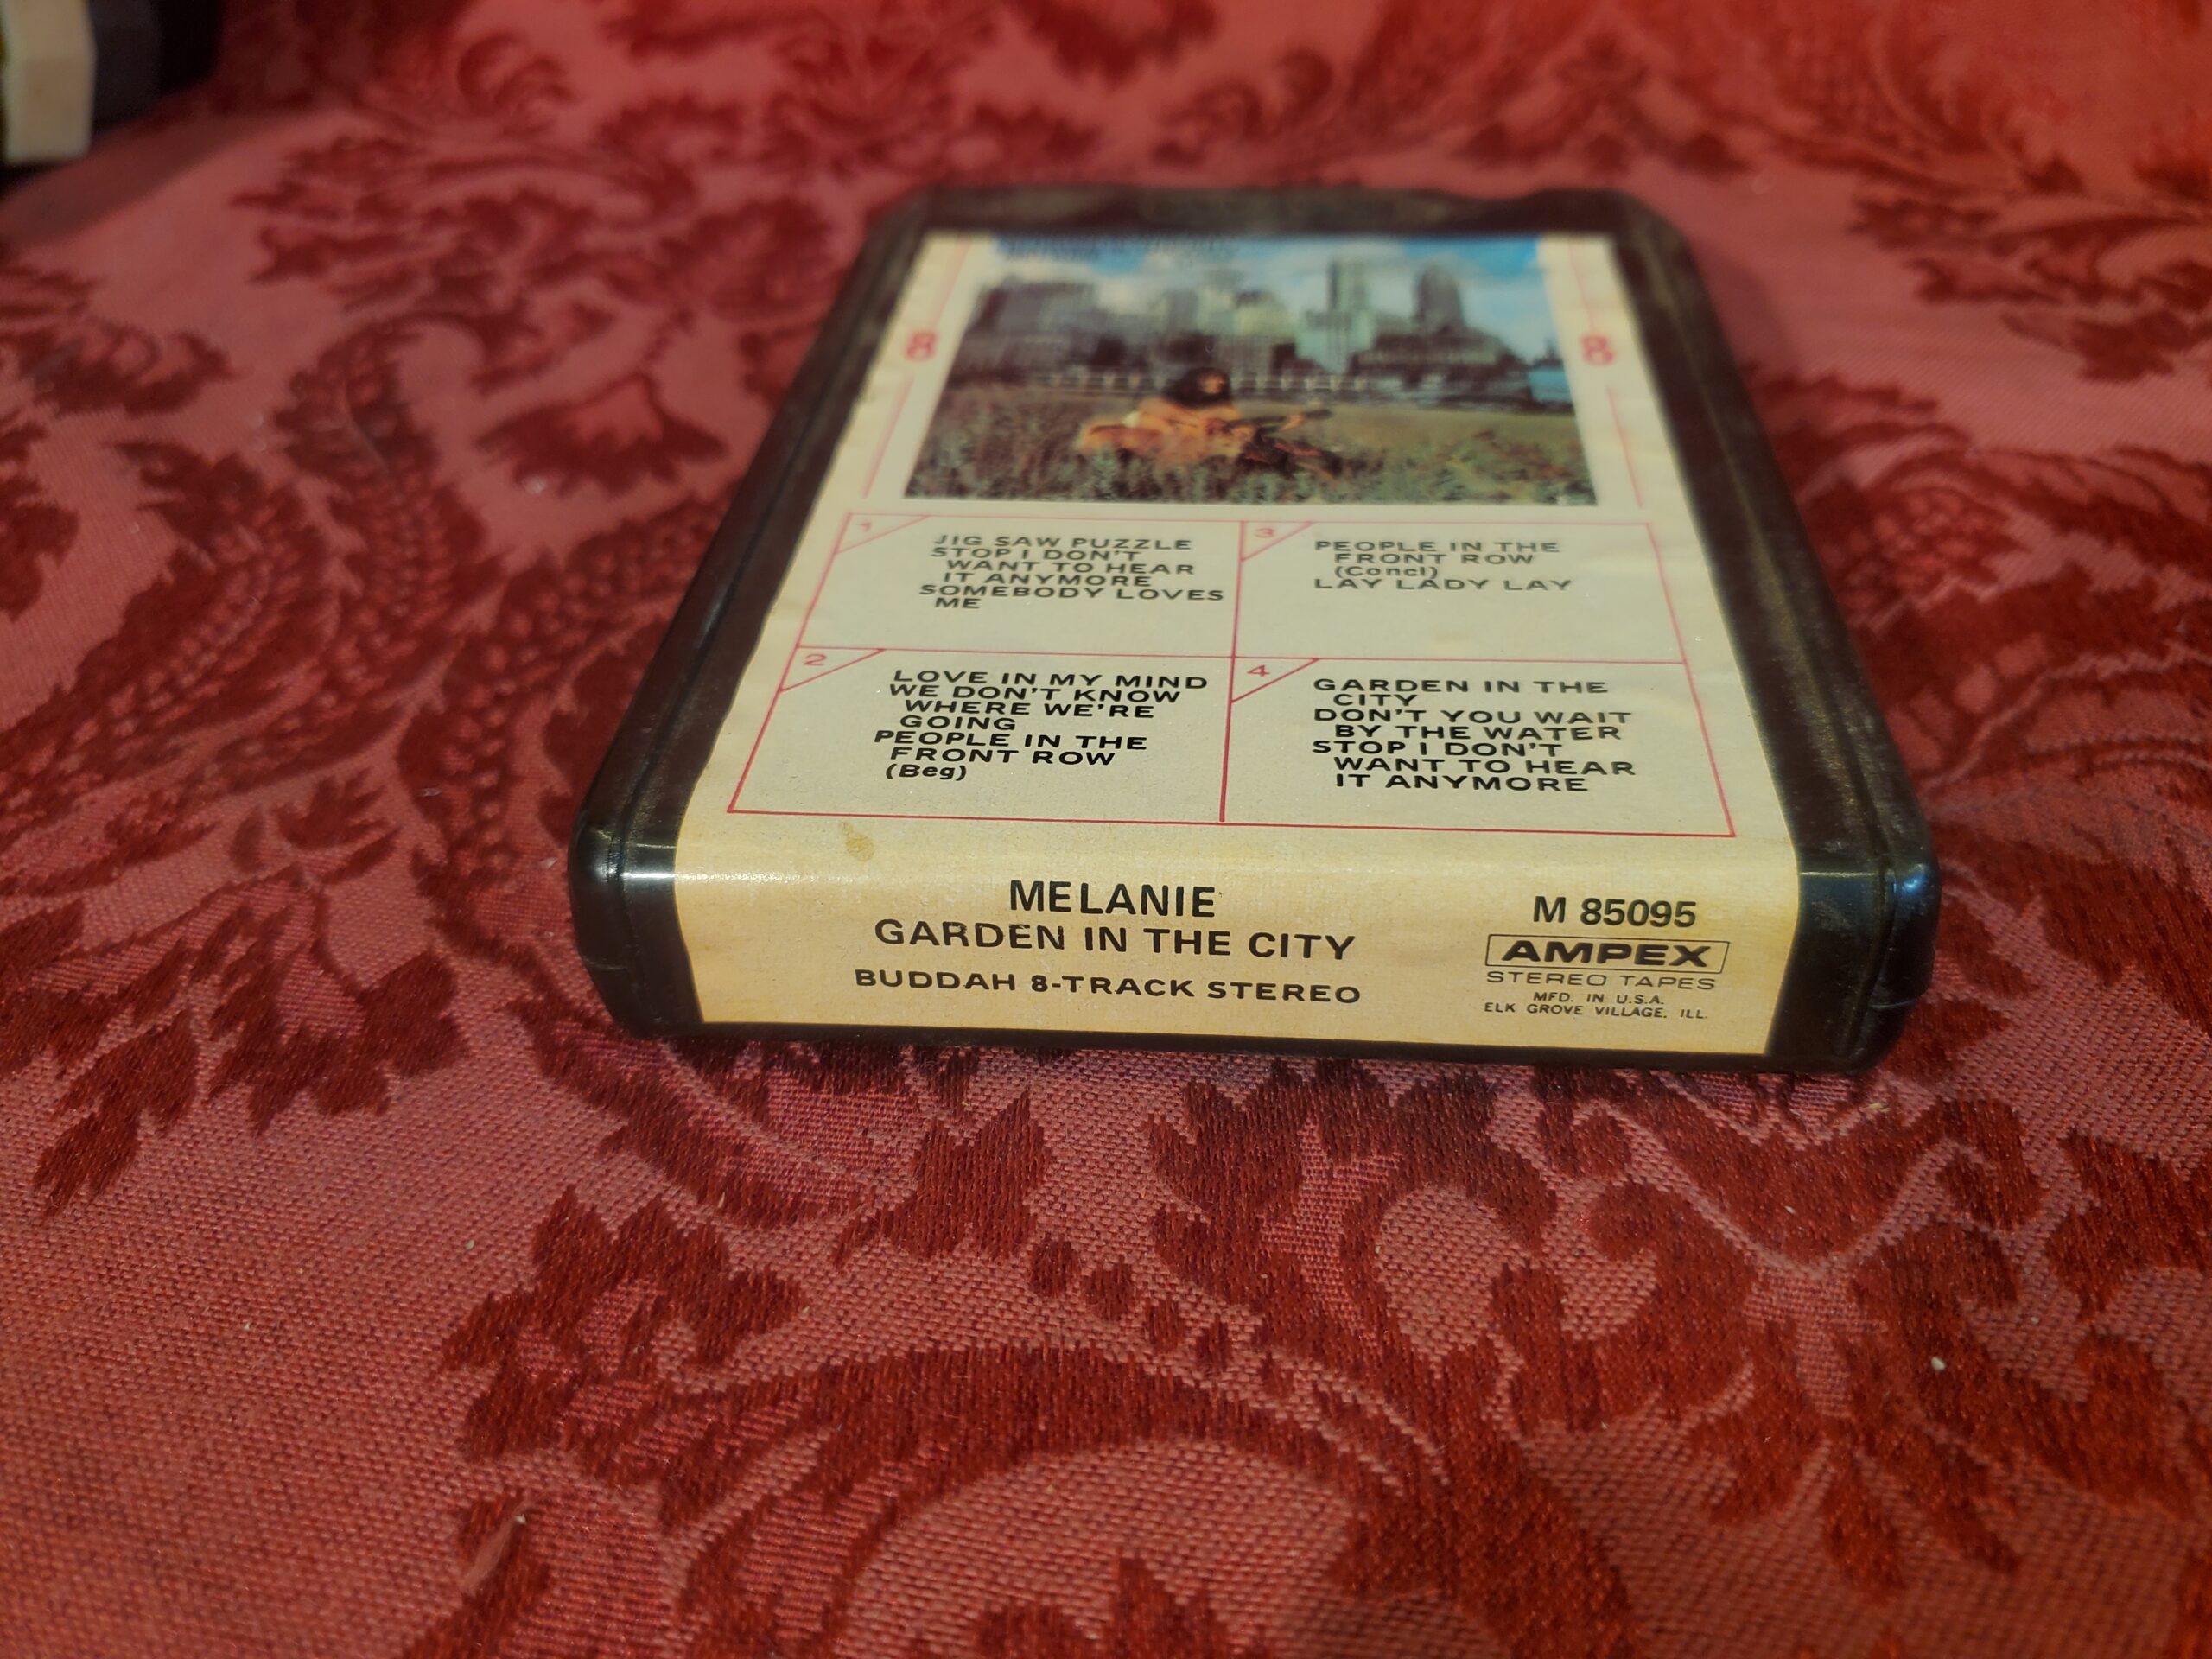 8
8
1
JIG SAW PUZZLE
STOP I DON'T
WANT TO HEAR
IT ANYMORE
SOMEBODY LOVES
ME
3
PEOPLE IN THE
FRONT ROW
(Concl)
LAY LADY LAY
2
LOVE IN MY MIND
WE DON'T KNOW
WHERE WE'RE
GOING
PEOPLE IN THE
FRONT ROW
(Beg)
4
GARDEN IN THE
CITY
DON'T YOU WAIT
BY THE WATER
STOP I DON'T
WANT TO HEAR
IT ANYMORE
MELANIE
GARDEN IN THE CITY
BUDDAH 8-TRACK STEREO
M 85095
AMPEX
STEREO TAPES
MFD. IN U.S.A.
ELK GROVE VILLAGE, ILL.